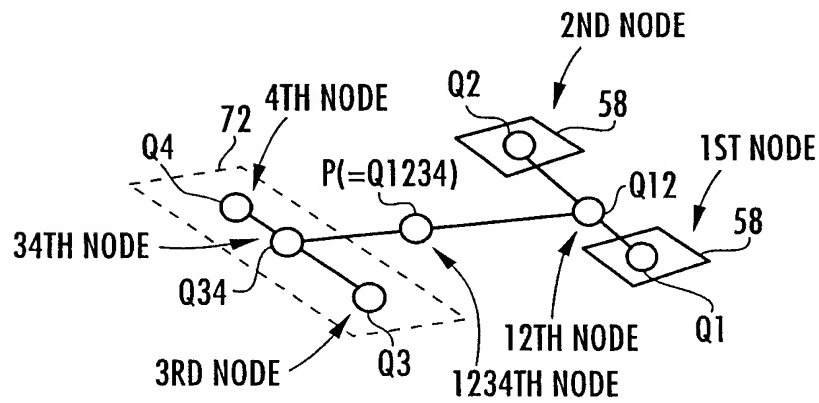 2ND NODE
72
4TH NODE
Q2
58
Q4
P(=Q1234)
1ST NODE
Q12
34TH NODE
58
Q34
Q1
12TH NODE
3RD NODE
Q3
1234TH NODE